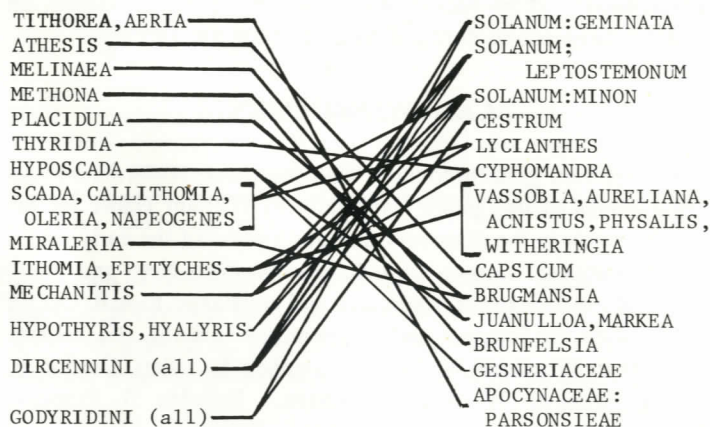 TITHOREA,AERIA
ATHESIS
MELINAEA
METHONA
PLACIDULA
THYRIDIA
HYPOSCADA
SCADA,CALLITHOMIA,
OLERIA,NAPEOGENES
MIRALERIA
ITHOMIA,EPITYCHES
MECHANITIS
HYPOTHYRIS,HYALYRIS
DIRCENNINI (all)
GODYRIDINI (all)
SOLANUM:GEMINATA
SOLANUM:
LEPTOSTEMONUM
SOLANUM:MINON
CESTRUM
LYCIANTHES
CYPHOMANDRA
VASSOBIA,AURELIANA,
ACNISTUS,PHYSALIS,
WITHERINGIA
CAPSICUM
BRUGMANSIA
JUANULLOA,MARKEA
BRUNFELSIA
GESNERIACEAE
APOCYNACEAE:
PARSONSIEAE